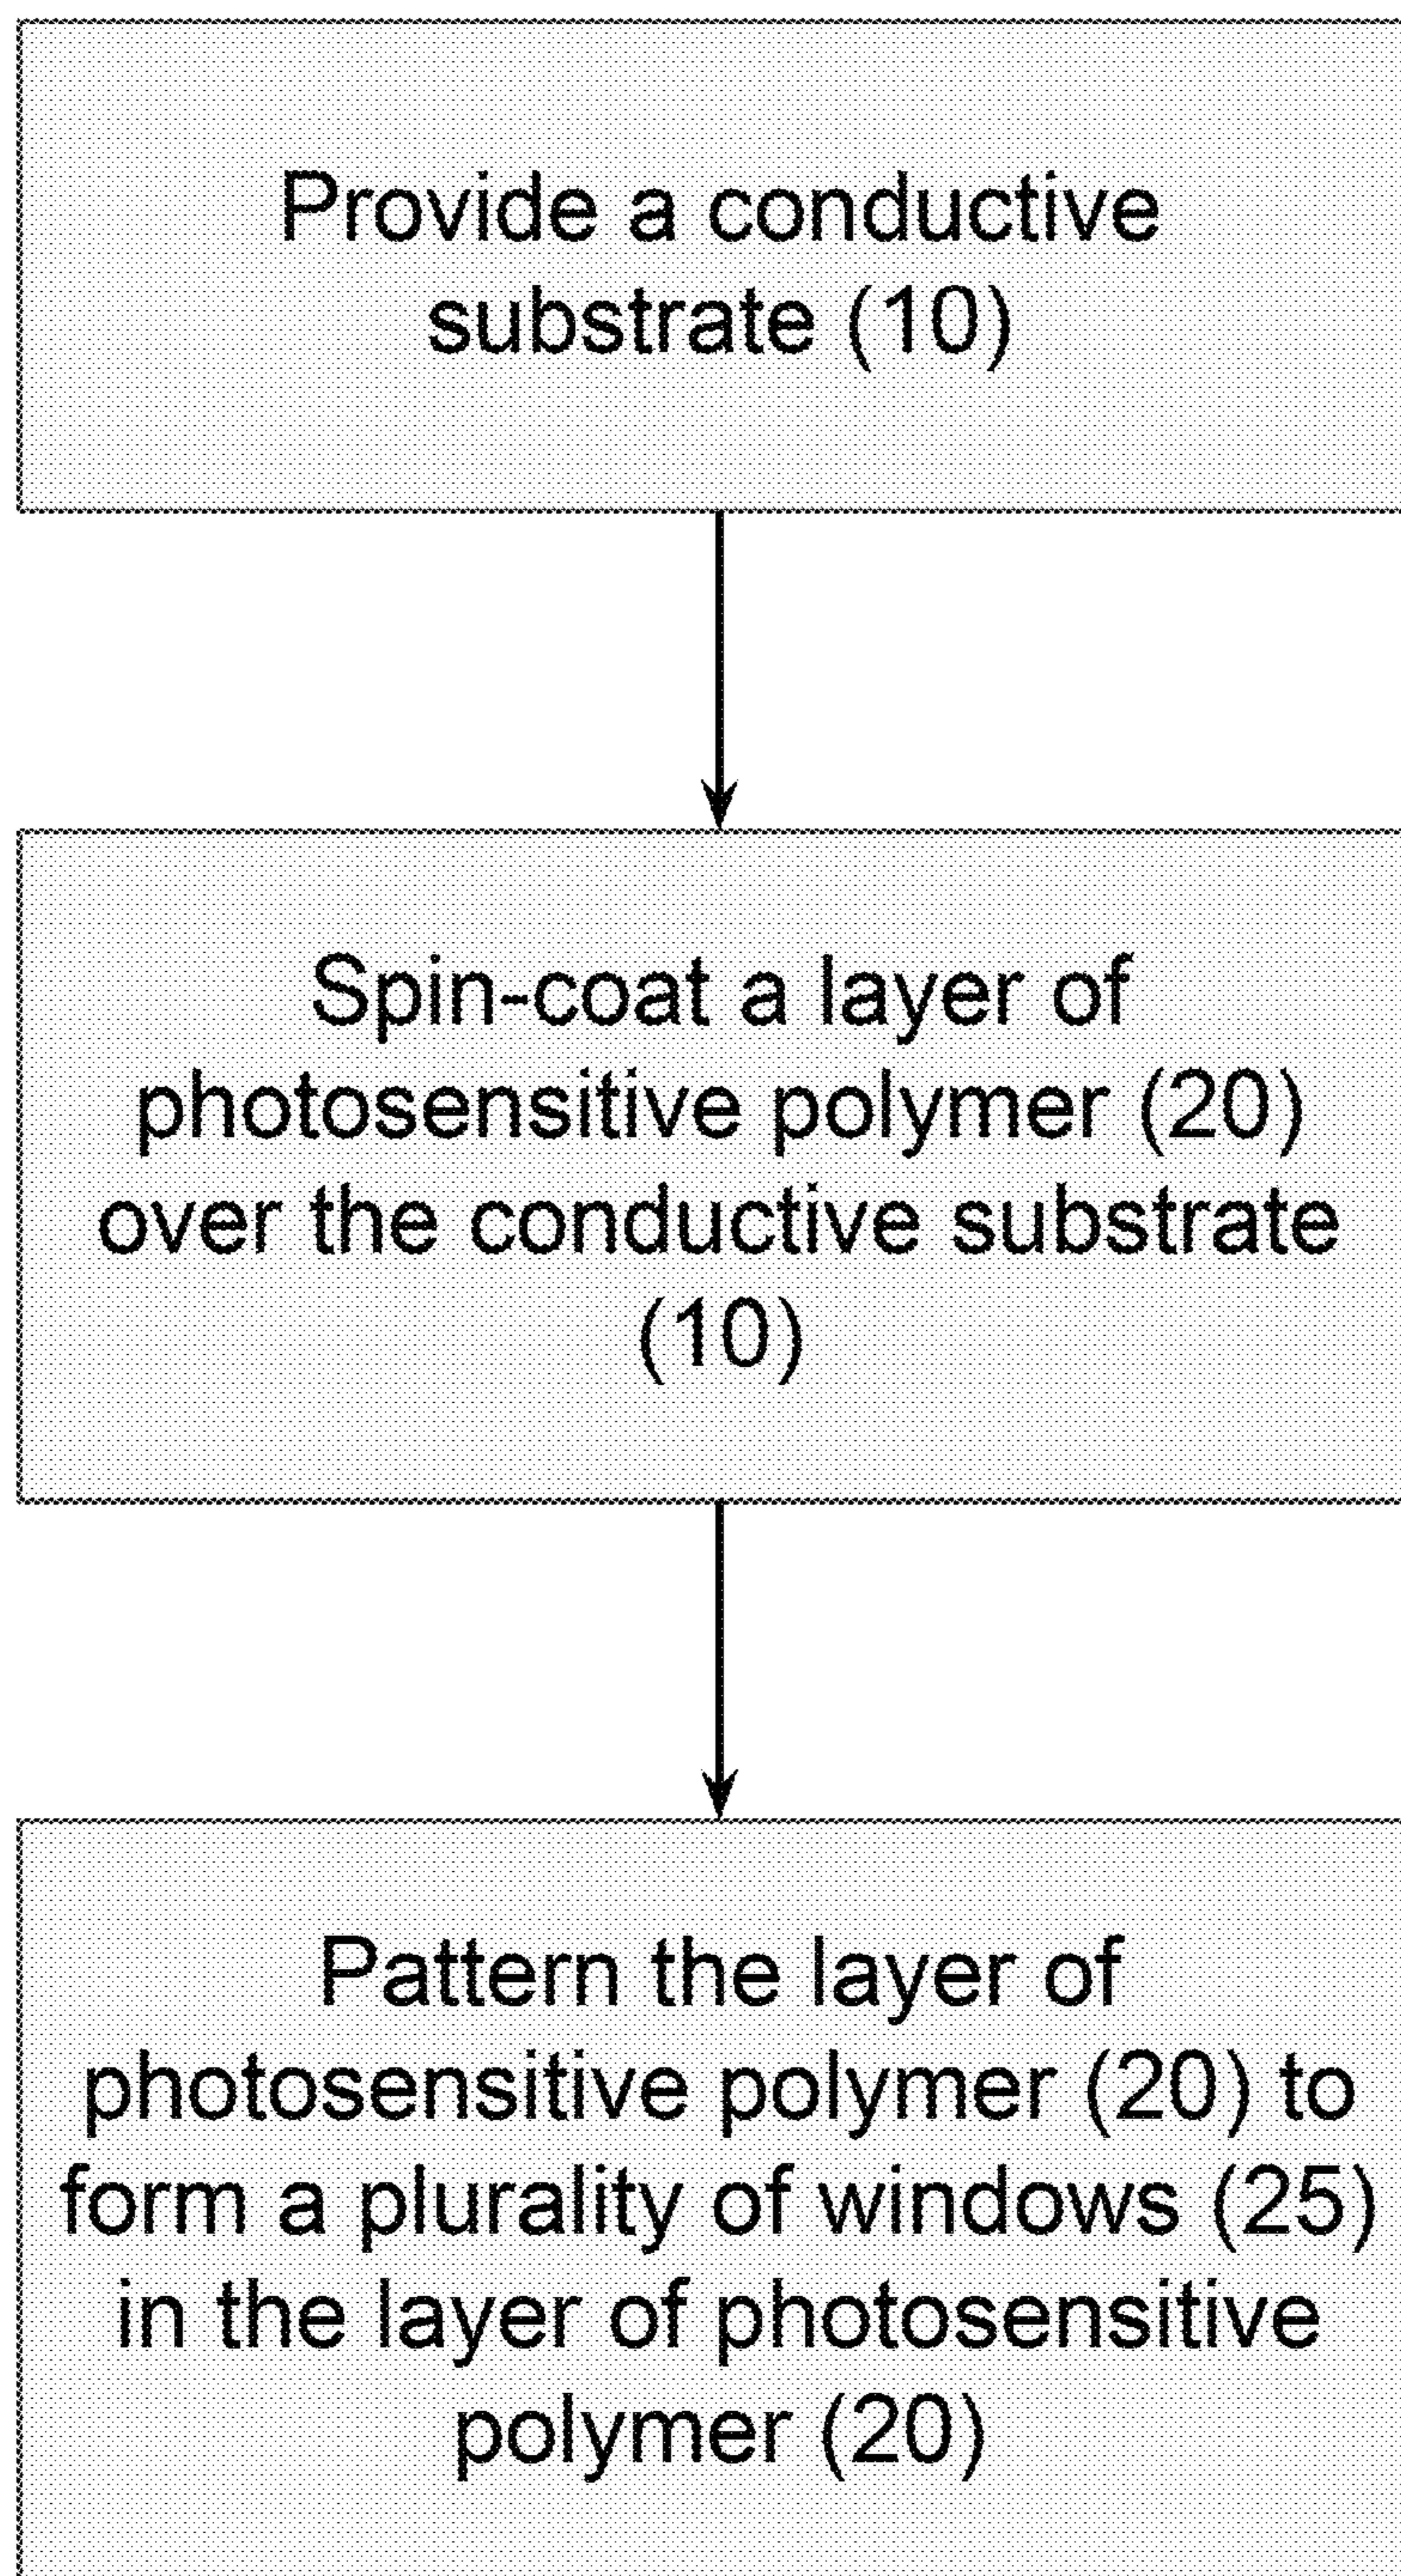 Provide a conductive
substrate (10)
Spin-coat a layer of
photosensitive polymer (20)
over the conductive substrate
(10)
Pattern the layer of
photosensitive polymer (20) to
form a plurality of windows (25)
in the layer of photosensitive
polymer (20)